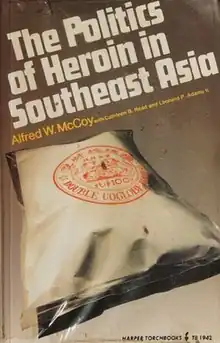 The Politics
of Heroin in
Southeast Asia
Alfred W. McCoy with Cathleen B. Read and Leonard P. Adams II
DOUBLE UOGLOBE
HARPER TORCHBOOKS TB 1942